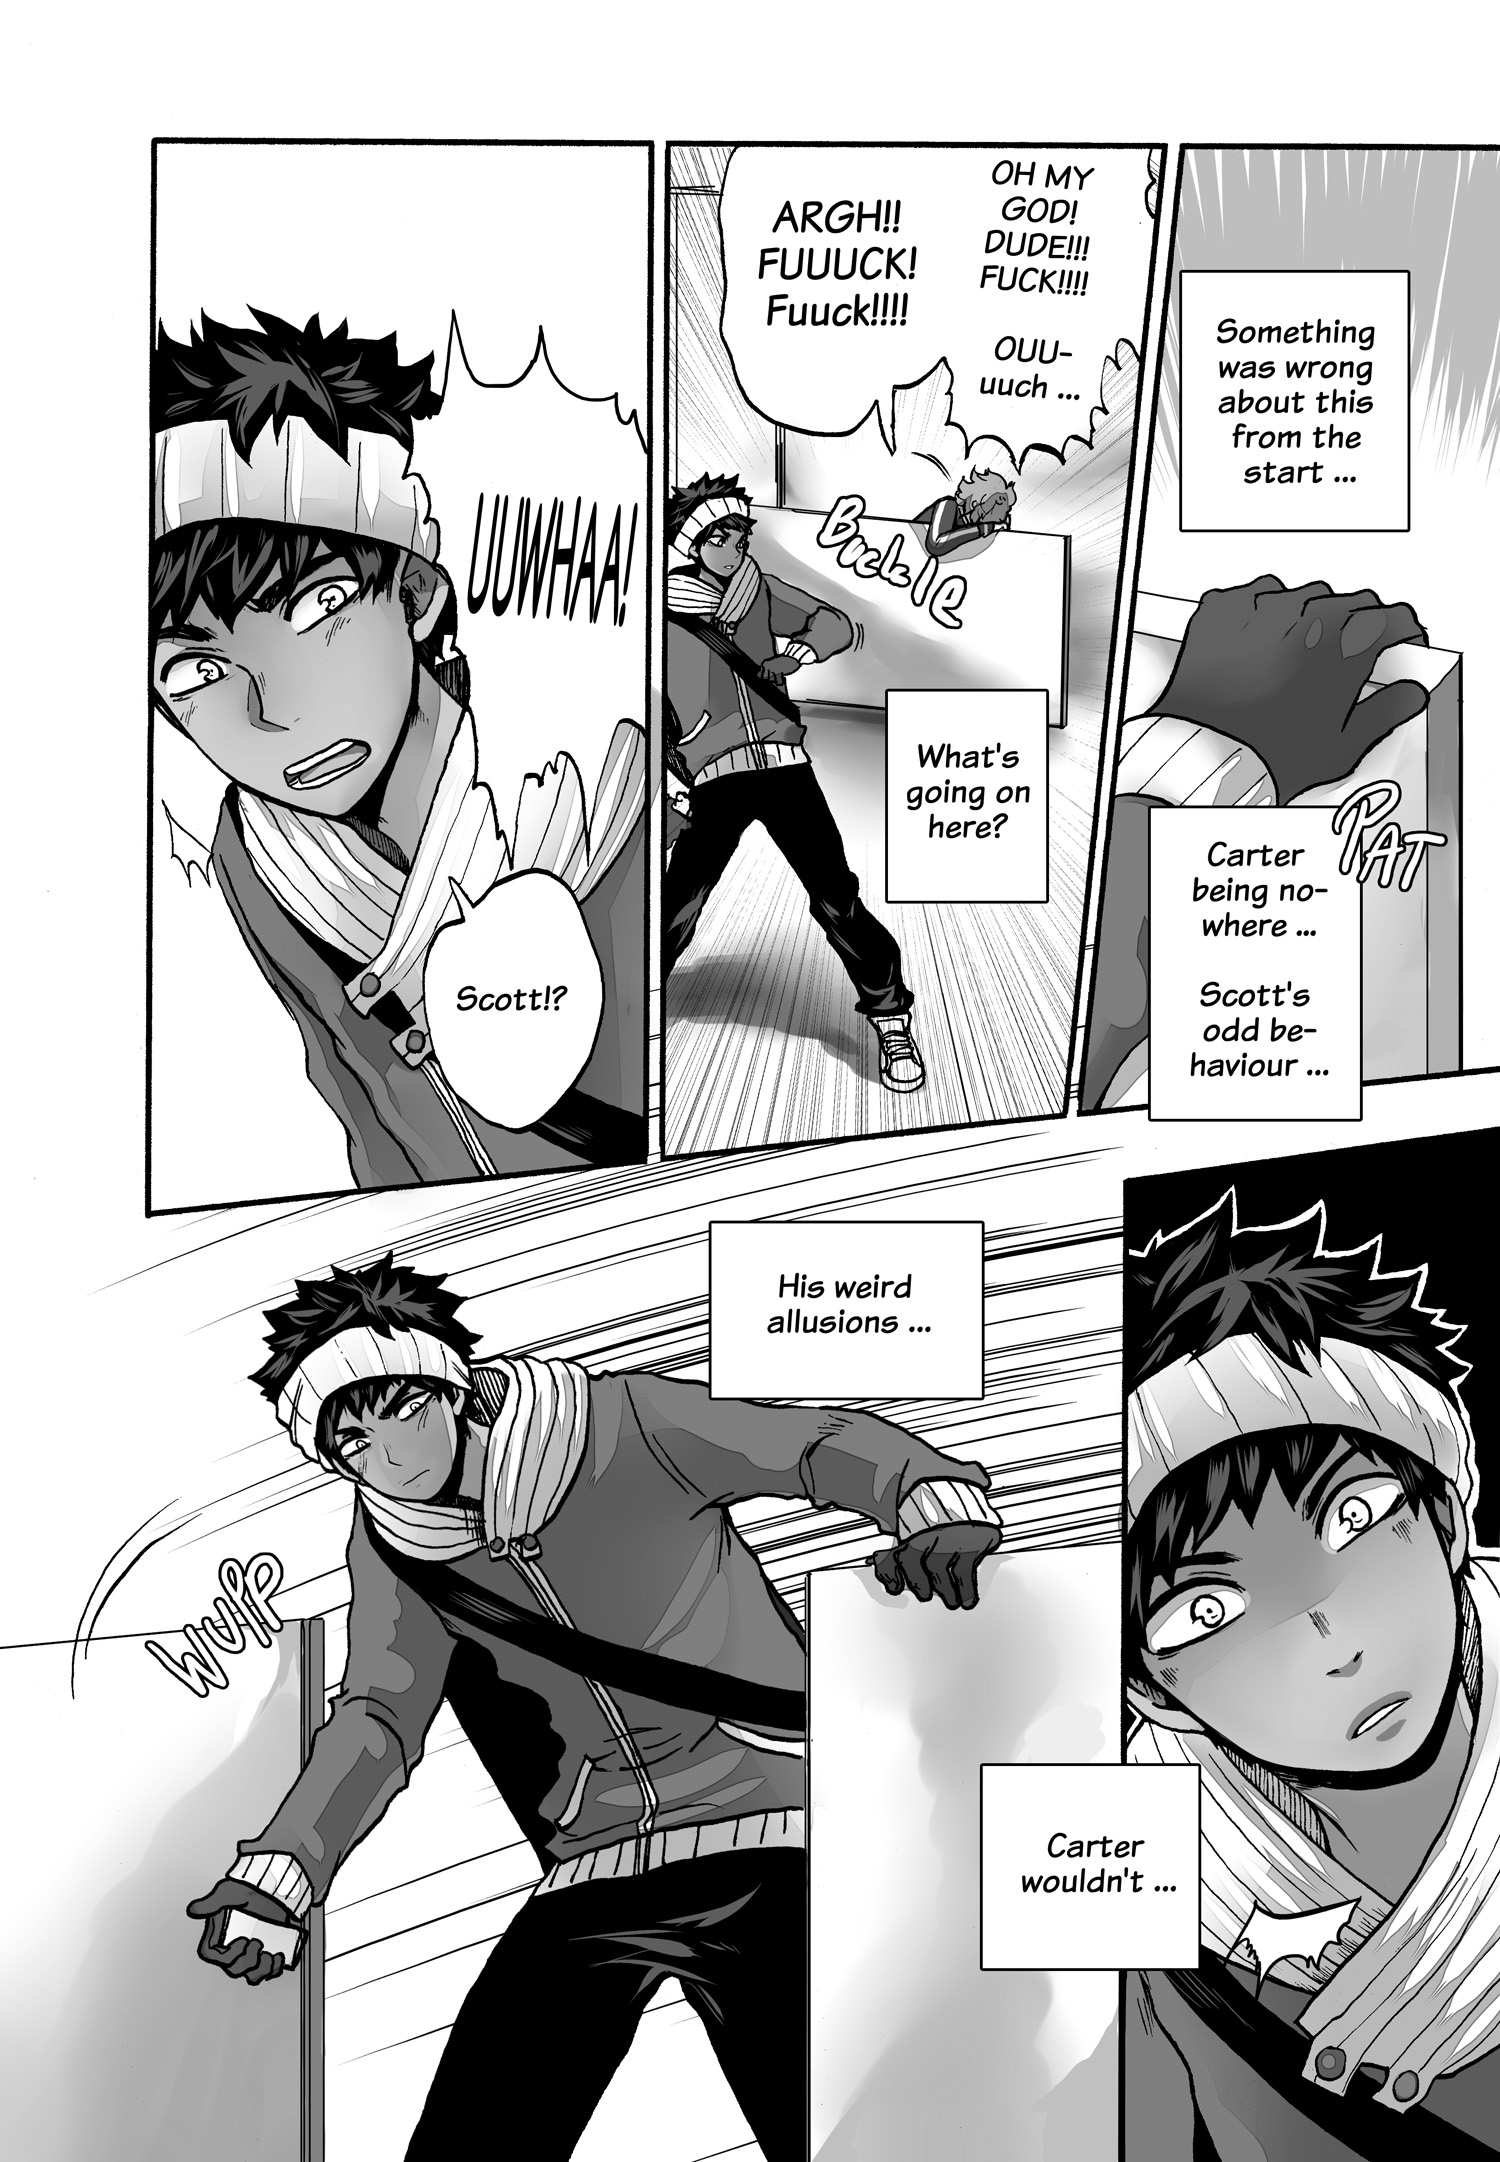 UUWHAA!
Scott!?
ARGH!!
FUUUCK!
Fuuck!!!!
OH MY
GOD!
DUDE!!!
FUCK!!!!
OUU-
uuch ...
Buckle
What's
going on
here?
Something
was wrong
about this
from the
start ...
PAT
Carter
being no-
where ...
Scott's
odd be-
haviour ...
His weird
allusions ...
WUPP
Carter
wouldn't ...